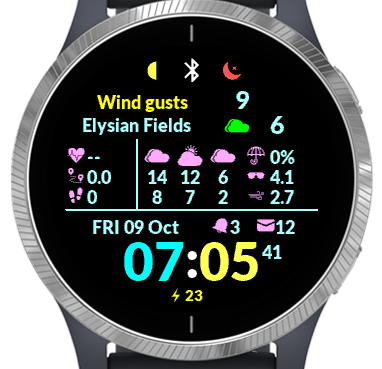 Wind gusts 9
Elysian Fields 6
-- 0%
0.0 14 12 6 4.1
0 8 7 2 2.7
FRI 09 Oct 3 12
07:05 41
23